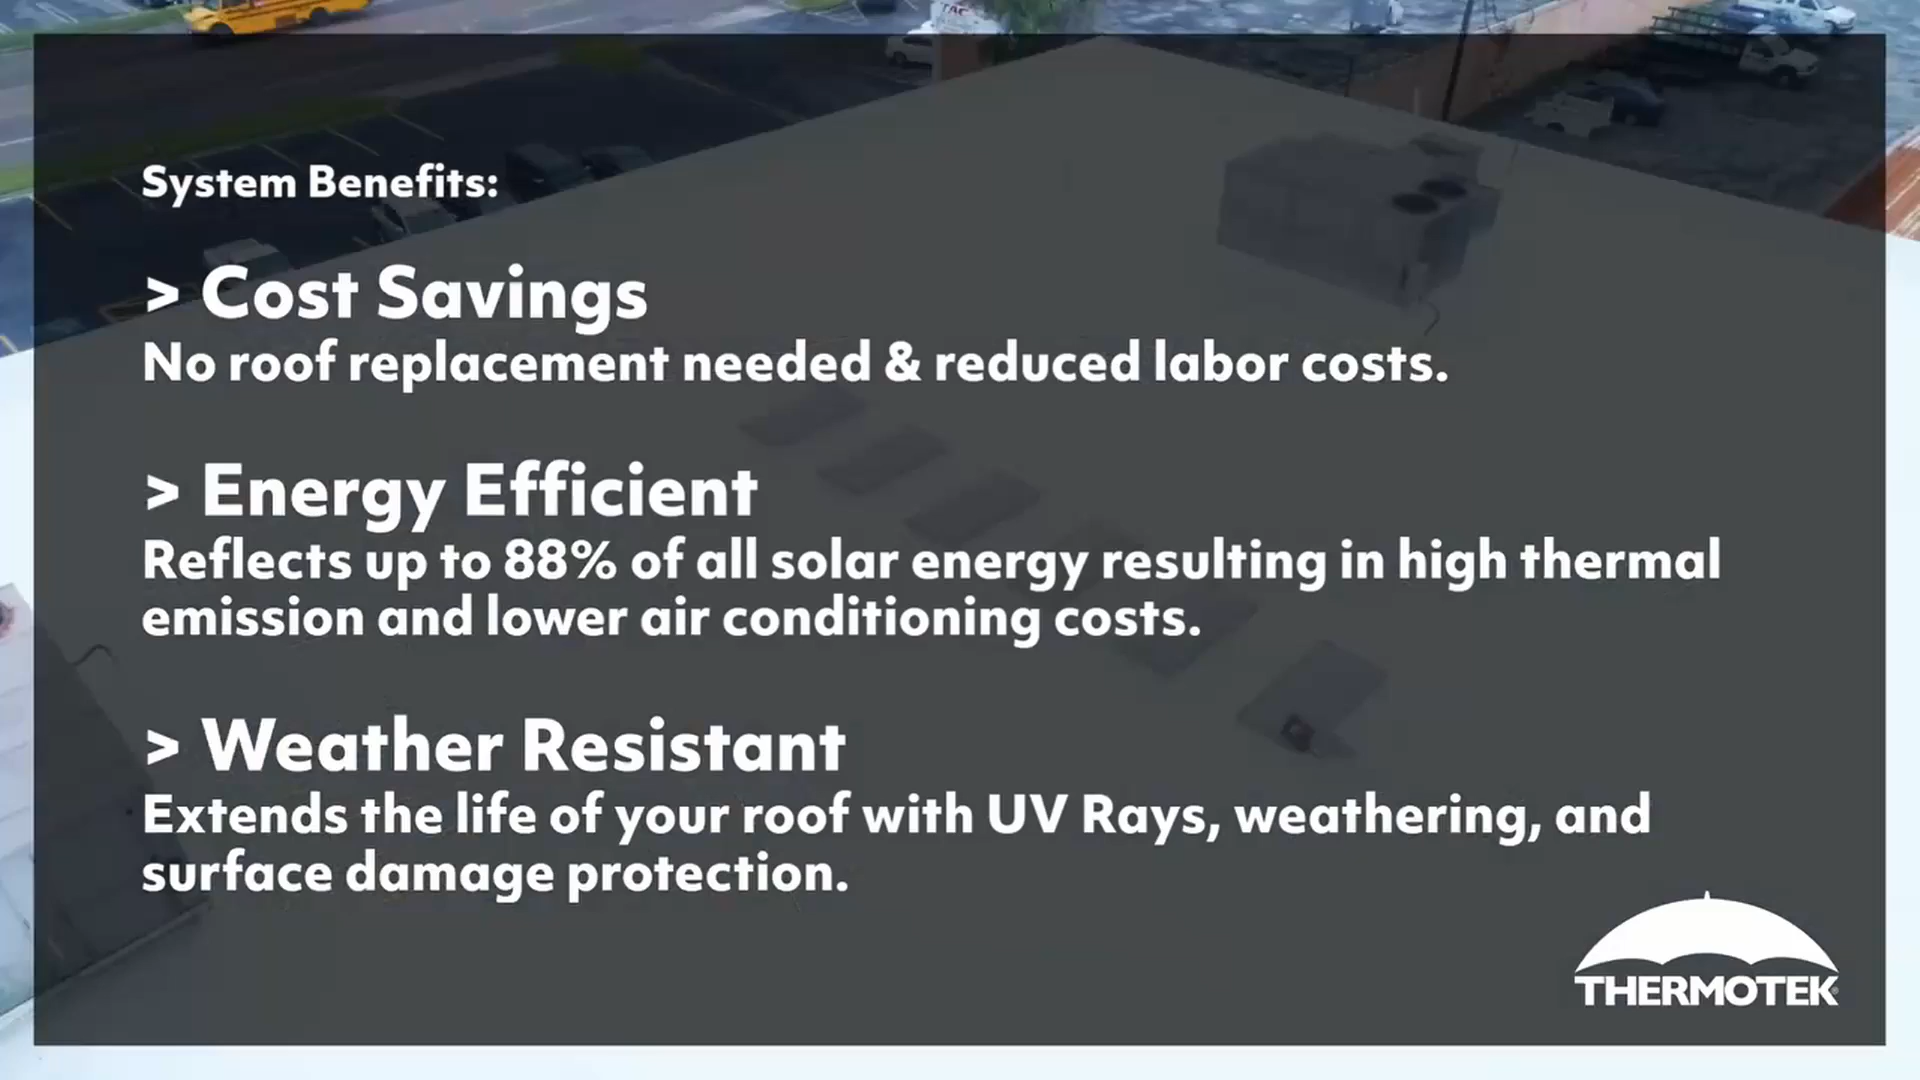 TAC
System Benefits:
> Cost Savings
No roof replacement needed & reduced labor costs.
> Energy Efficient
Reflects up to 88% of all solar energy resulting in high thermal
emission and lower air conditioning costs.
> Weather Resistant
Extends the life of your roof with UV Rays, weathering, and
surface damage protection.
THERMOTEK®